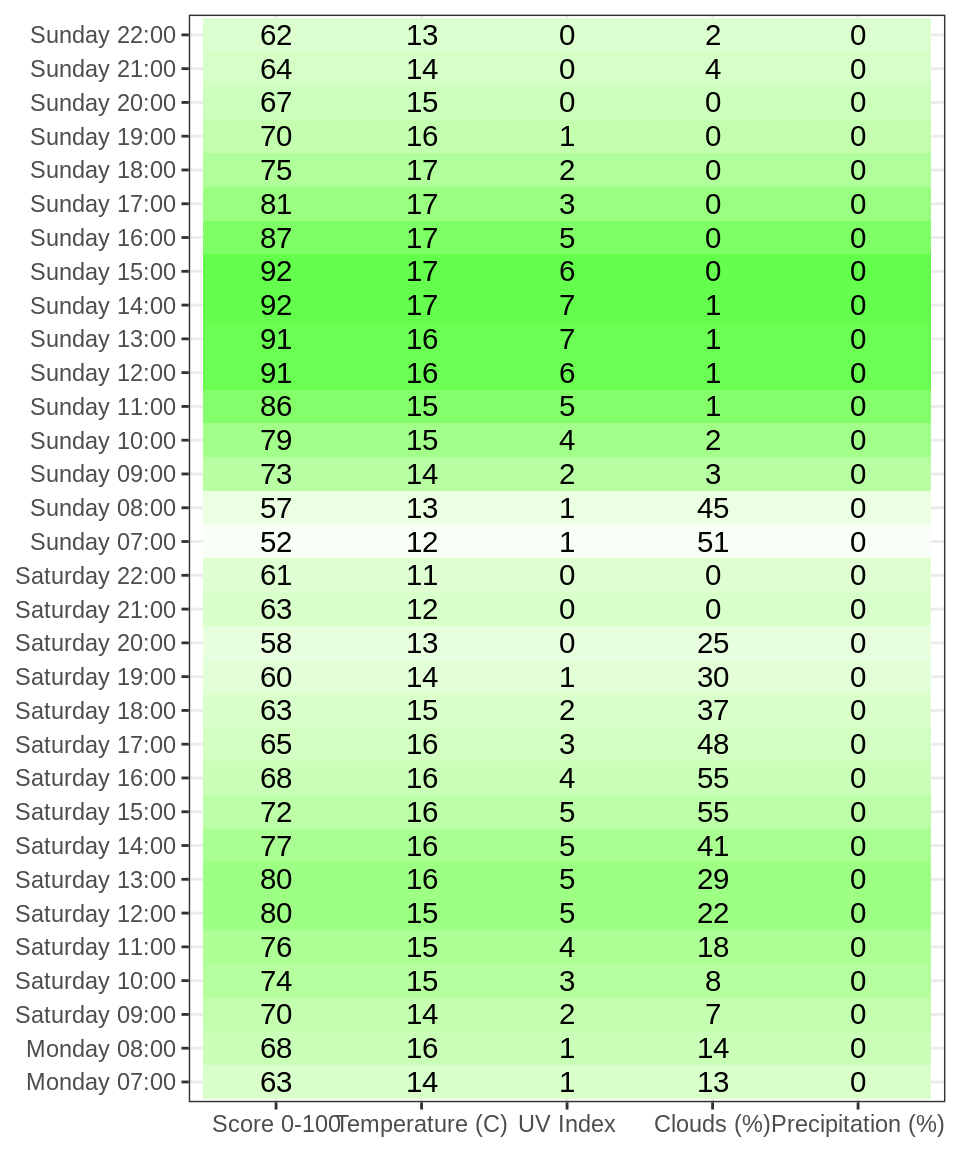 Sunday 22:00 62 13 0 2 0
Sunday 21:00 64 14 0 4 0
Sunday 20:00 67 15 0 0 0
Sunday 19:00 70 16 1 0 0
Sunday 18:00 75 17 2 0 0
Sunday 17:00 81 17 3 0 0
Sunday 16:00 87 17 5 0 0
Sunday 15:00 92 17 6 0 0
Sunday 14:00 92 17 7 1 0
Sunday 13:00 91 16 7 1 0
Sunday 12:00 91 16 6 1 0
Sunday 11:00 86 15 5 1 0
Sunday 10:00 79 15 4 2 0
Sunday 09:00 73 14 2 3 0
Sunday 08:00 57 13 1 45 0
Sunday 07:00 52 12 1 51 0
Saturday 22:00 61 11 0 0 0
Saturday 21:00 63 12 0 0 0
Saturday 20:00 58 13 0 25 0
Saturday 19:00 60 14 1 30 0
Saturday 18:00 63 15 2 37 0
Saturday 17:00 65 16 3 48 0
Saturday 16:00 68 16 4 55 0
Saturday 15:00 72 16 5 55 0
Saturday 14:00 77 16 5 41 0
Saturday 13:00 80 16 5 29 0
Saturday 12:00 80 15 5 22 0
Saturday 11:00 76 15 4 18 0
Saturday 10:00 74 15 3 8 0
Saturday 09:00 70 14 2 7 0
Monday 08:00 68 16 1 14 0
Monday 07:00 63 14 1 13 0
Score 0-100 Temperature (C) UV Index Clouds (%) Precipitation (%)